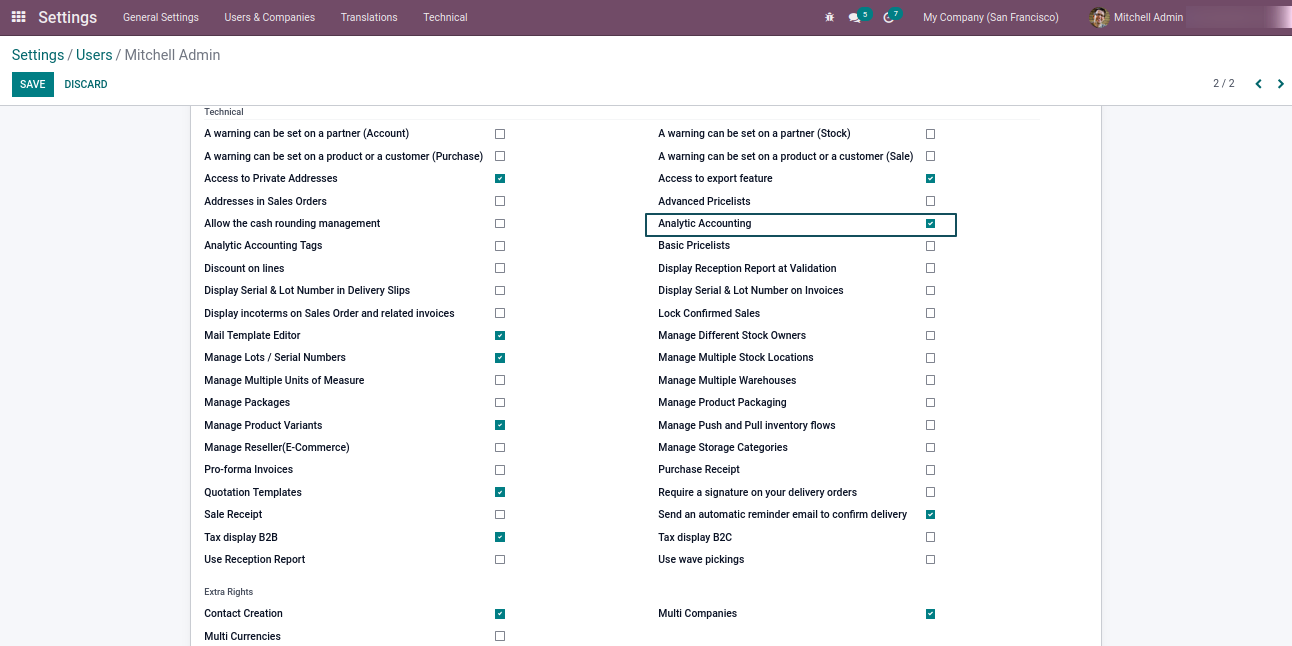 Settings General Settings Users & Companies Translations Technical 5 7 My Company (San Francisco) Mitchell Admin
Settings / Users / Mitchell Admin
SAVE DISCARD 2 / 2
Technical
A warning can be set on a partner (Account) A warning can be set on a partner (Stock)
A warning can be set on a product or a customer (Purchase) A warning can be set on a product or a customer (Sale)
Access to Private Addresses Access to export feature
Addresses in Sales Orders Advanced Pricelists
Allow the cash rounding management Analytic Accounting
Analytic Accounting Tags Basic Pricelists
Discount on lines Display Reception Report at Validation
Display Serial & Lot Number in Delivery Slips Display Serial & Lot Number on Invoices
Display incoterms on Sales Order and related invoices Lock Confirmed Sales
Mail Template Editor Manage Different Stock Owners
Manage Lots / Serial Numbers Manage Multiple Stock Locations
Manage Multiple Units of Measure Manage Multiple Warehouses
Manage Packages Manage Product Packaging
Manage Product Variants Manage Push and Pull inventory flows
Manage Reseller(E-Commerce) Manage Storage Categories
Pro-forma Invoices Purchase Receipt
Quotation Templates Require a signature on your delivery orders
Sale Receipt Send an automatic reminder email to confirm delivery
Tax display B2B Tax display B2C
Use Reception Report Use wave pickings
Extra Rights
Contact Creation Multi Companies
Multi Currencies